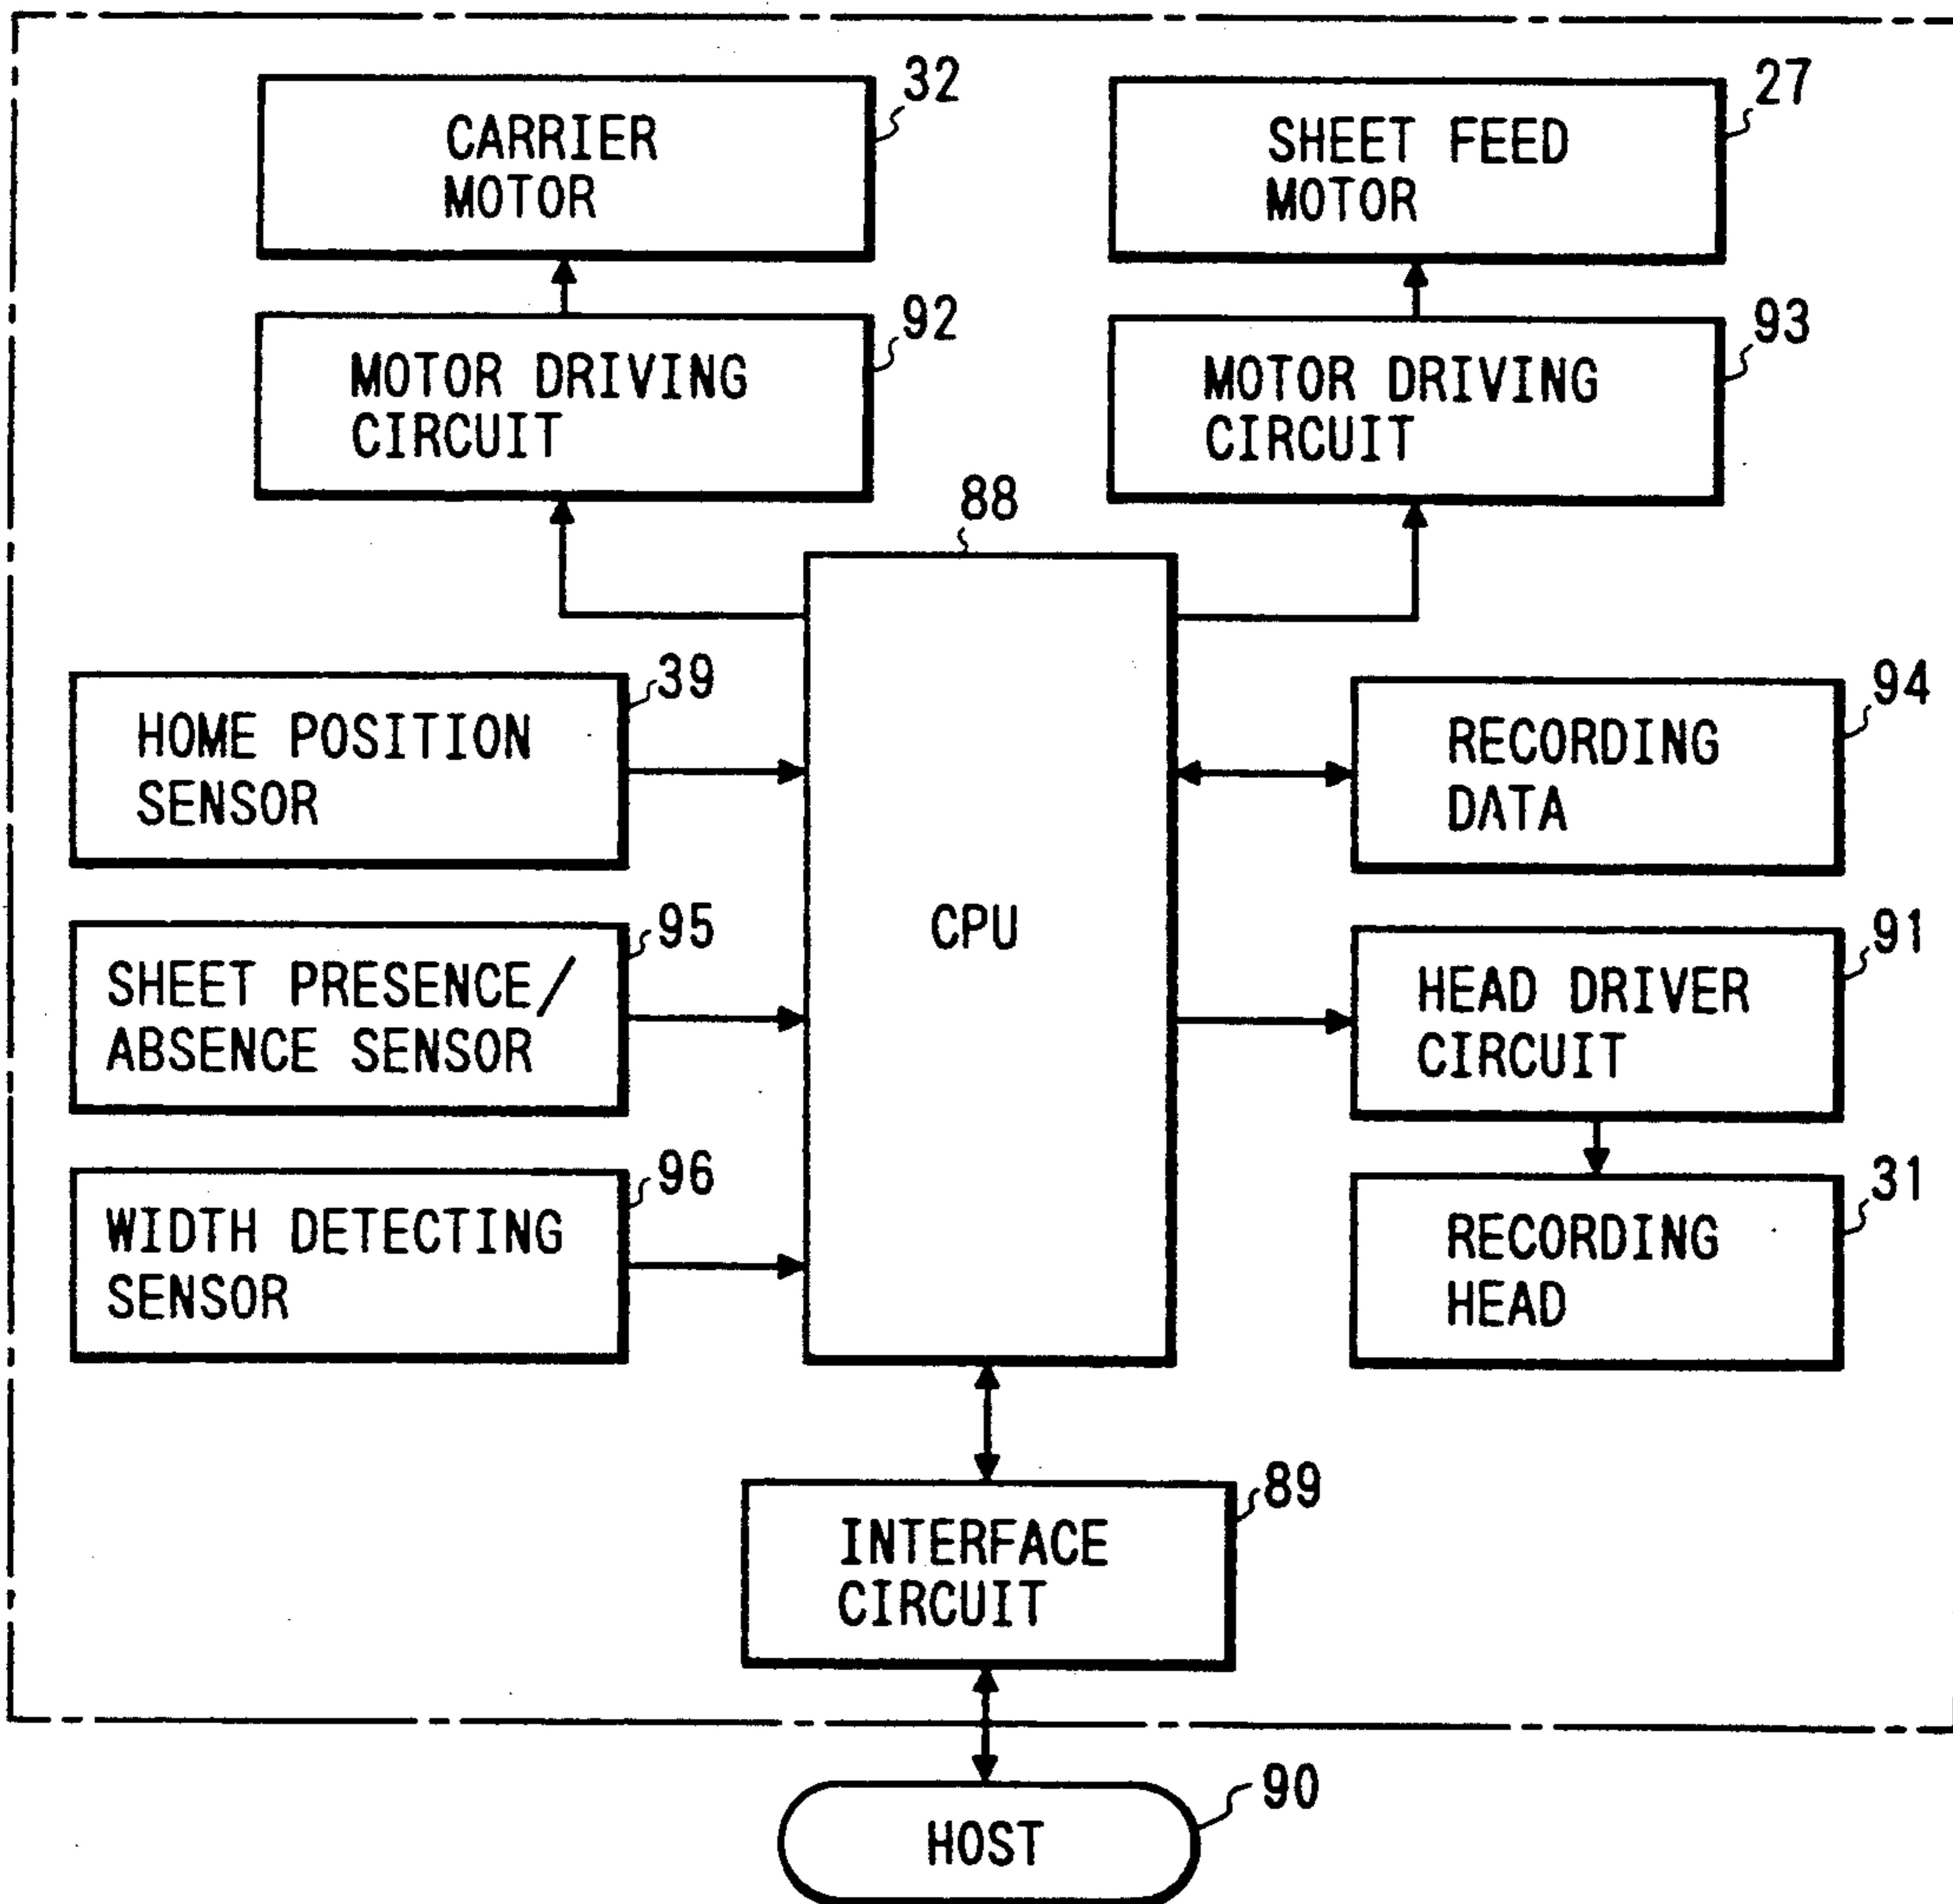 32
CARRIER
MOTOR
27
SHEET FEED
MOTOR
92
MOTOR DRIVING
CIRCUIT
93
MOTOR DRIVING
CIRCUIT
88
CPU
39
HOME POSITION
SENSOR
94
RECORDING
DATA
95
SHEET PRESENCE/
ABSENCE SENSOR
91
HEAD DRIVER
CIRCUIT
96
WIDTH DETECTING
SENSOR
31
RECORDING
HEAD
89
INTERFACE
CIRCUIT
90
HOST